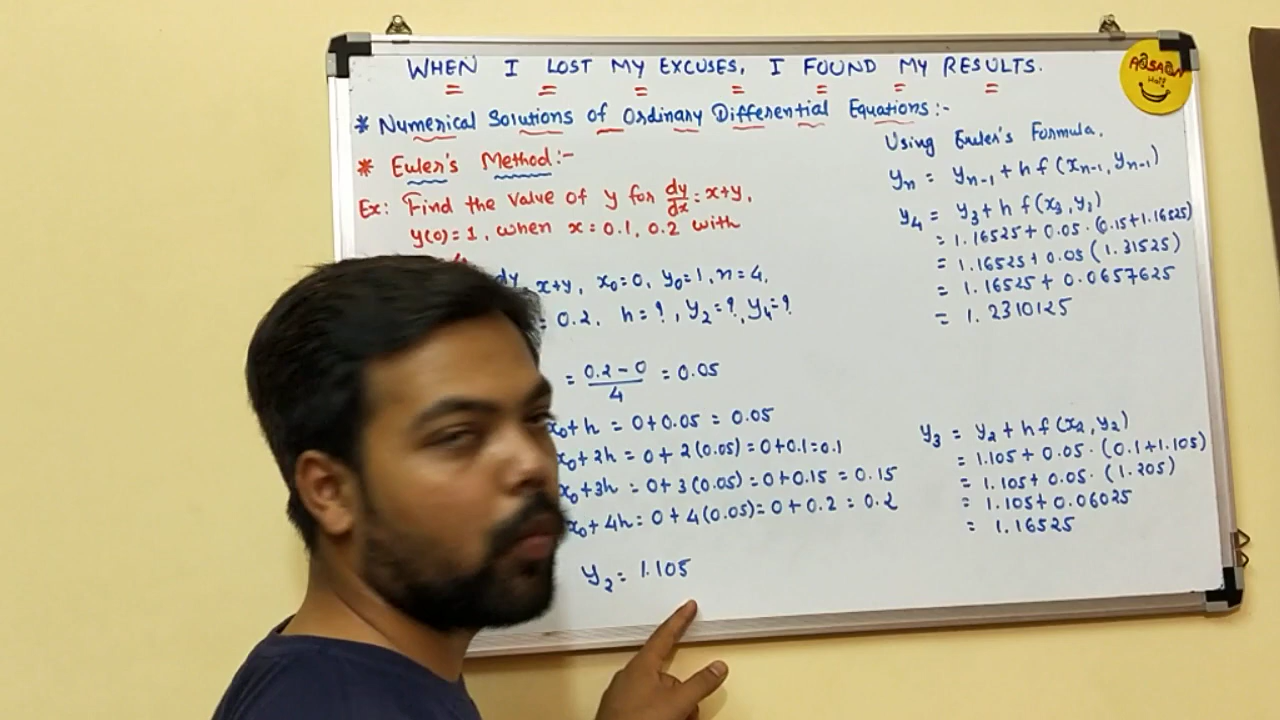 WHEN I LOST MY EXCUSES, I FOUND MY RESULTS.
* Numerical Solutions of Ordinary Differential Equations:-
* Euler's Method:-
Ex: Find the value of y for dy/dx = x+y,
y(0)=1, when x=0.1, 0.2 with
dy x+y, x₀=0, y₀=1, n=4,
= 0.2, h=?, y₂=?, y₄=?
= 0.2-0/4 = 0.05
x₀+h = 0+0.05 = 0.05
x₀+2h = 0+2(0.05)=0+0.1=0.1
x₀+3h = 0+3(0.05)=0+0.15=0.15
x₀+4h=0+4(0.05)=0+0.2=0.2
y₂=1.105
Using Euler's Formula,
yₙ = yₙ₋₁+hf(xₙ₋₁,yₙ₋₁)
y₄ = y₃+hf(x₃,y₃)
= 1.16525+0.05.(0.15+1.16525)
= 1.16525+0.05(1.31525)
= 1.16525+0.0657625
= 1.2310125
y₃ = y₂+hf(x₂,y₂)
= 1.105+0.05.(0.1+1.105)
= 1.105+0.05.(1.205)
= 1.105+0.06025
= 1.16525